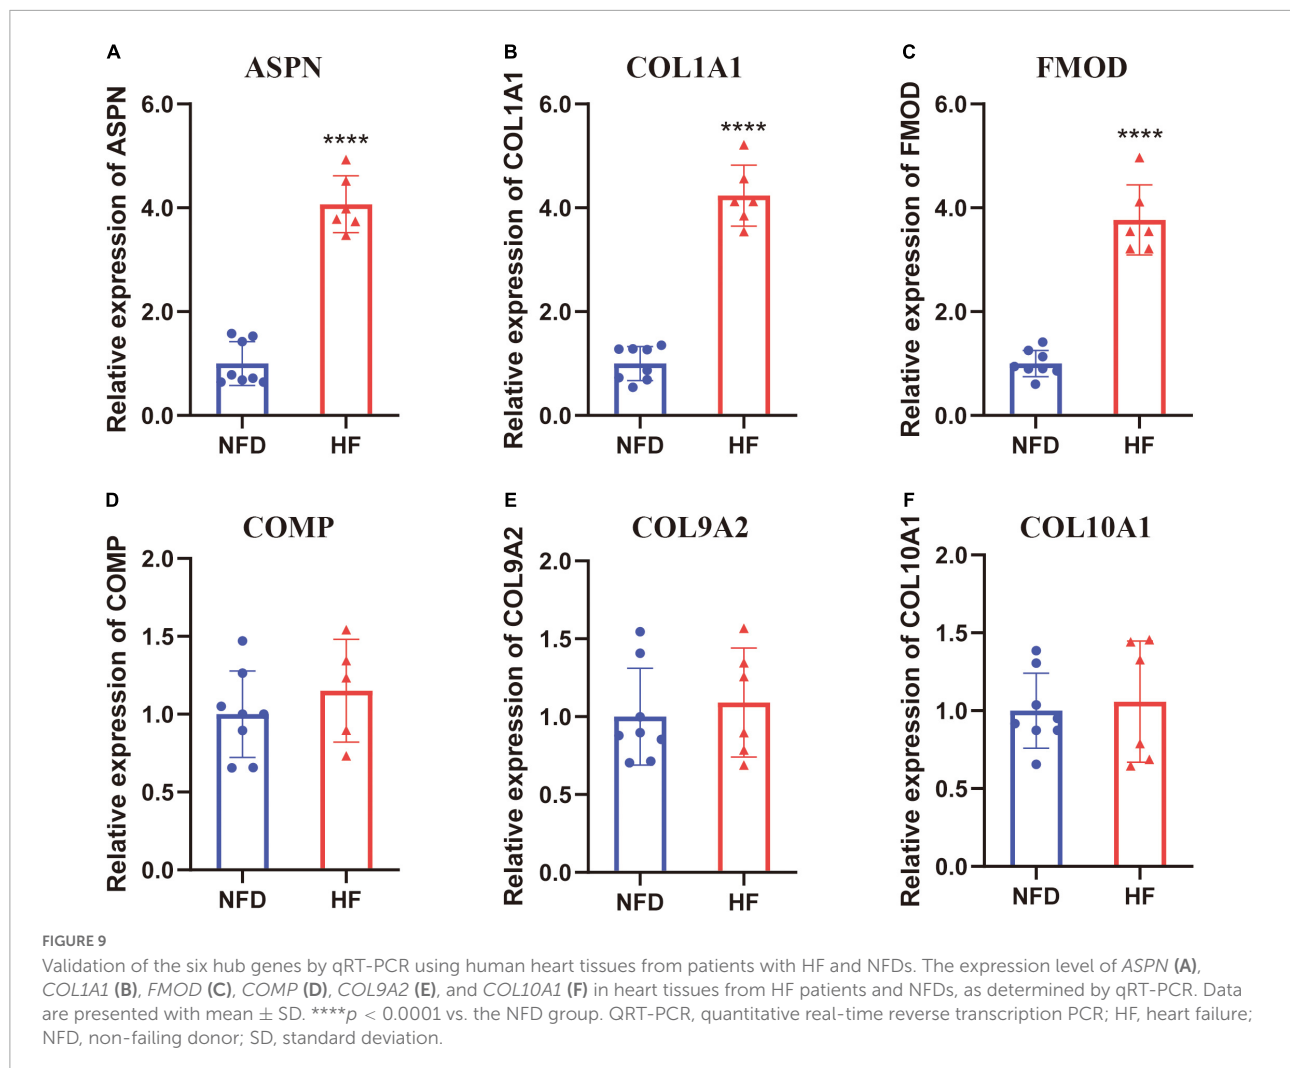 A
ASPN
Relative expression of ASPN
6.0
4.0
2.0
0.0
****
NFD
HF
B
COL1A1
Relative expression of COL1A1
6.0
4.0
2.0
0.0
****
NFD
HF
C
FMOD
Relative expression of FMOD
6.0
4.0
2.0
0.0
****
NFD
HF
D
COMP
Relative expression of COMP
2.0
1.5
1.0
0.5
0.0
NFD
HF
E
COL9A2
Relative expression of COL9A2
2.0
1.5
1.0
0.5
0.0
NFD
HF
F
COL10A1
Relative expression of COL10A1
2.0
1.5
1.0
0.5
0.0
NFD
HF
FIGURE 9
Validation of the six hub genes by qRT-PCR using human heart tissues from patients with HF and NFDs. The expression level of ASPN (A),
COL1A1 (B), FMOD (C), COMP (D), COL9A2 (E), and COL10A1 (F) in heart tissues from HF patients and NFDs, as determined by qRT-PCR. Data
are presented with mean ± SD. ****p < 0.0001 vs. the NFD group. QRT-PCR, quantitative real-time reverse transcription PCR; HF, heart failure;
NFD, non-failing donor; SD, standard deviation.